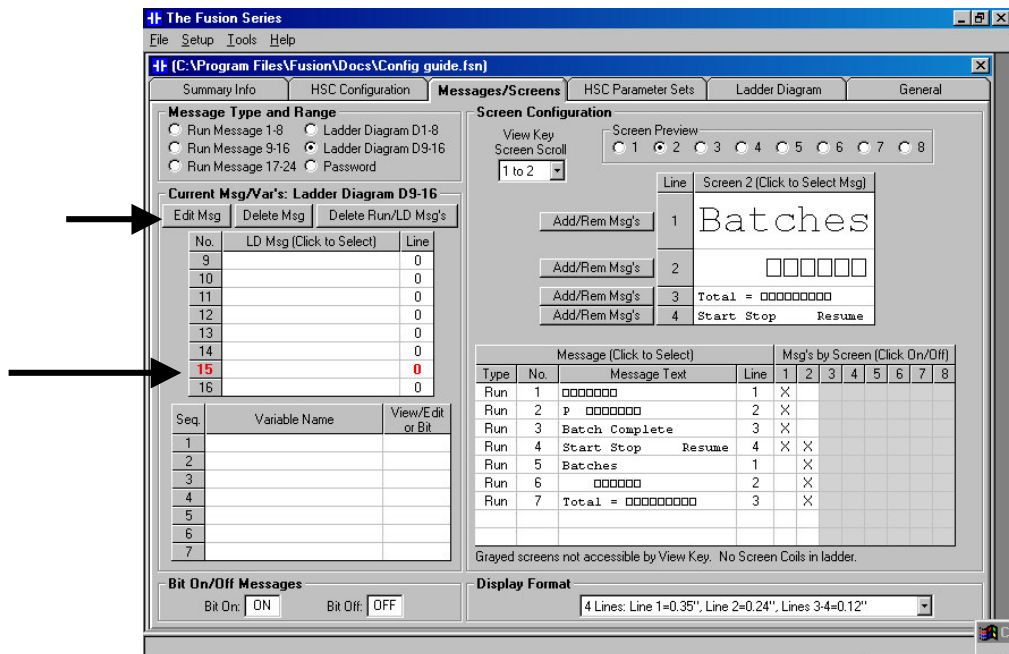 The Fusion Series
File Setup Tools Help
(C:\Program Files\Fusion\Docs\Config guide.fsn)
Summary Info HSC Configuration Messages/Screens HSC Parameter Sets Ladder Diagram General
Message Type and Range
Run Message 1-8 Ladder Diagram D1-8
Run Message 9-16 Ladder Diagram D9-16
Run Message 17-24 Password
Current Msg/Var's: Ladder Diagram D9-16
Edit Msg Delete Msg Delete Run/LD Msg's
No. LD Msg (Click to Select) Line
9 0
10 0
11 0
12 0
13 0
14 0
15 0
16 0
Seq. Variable Name View/Edit
or Bit
1
2
3
4
5
6
7
Bit On/Off Messages
Bit On: ON Bit Off: OFF
Screen Configuration
View Key
Screen Scroll
1 to 2
Screen Preview
1 2 3 4 5 6 7 8
Line Screen 2 (Click to Select Msg)
Add/Rem Msg's 1 Batches
Add/Rem Msg's 2 □□□□□□
Add/Rem Msg's 3 Total = □□□□□□□□□
Add/Rem Msg's 4 Start Stop Resume
Message (Click to Select) Msg's by Screen (Click On/Off)
Type No. Message Text Line 1 2 3 4 5 6 7 8
Run 1 □□□□□□□ 1 X
Run 2 P □□□□□□□ 2 X
Run 3 Batch Complete 3 X
Run 4 Start Stop Resume 4 X X
Run 5 Batches 1 X
Run 6 □□□□□□ 2 X
Run 7 Total = □□□□□□□□□ 3 X
Grayed screens not accessible by View Key. No Screen Coils in ladder.
Display Format
4 Lines: Line 1=0.35", Line 2=0.24", Lines 3-4=0.12"